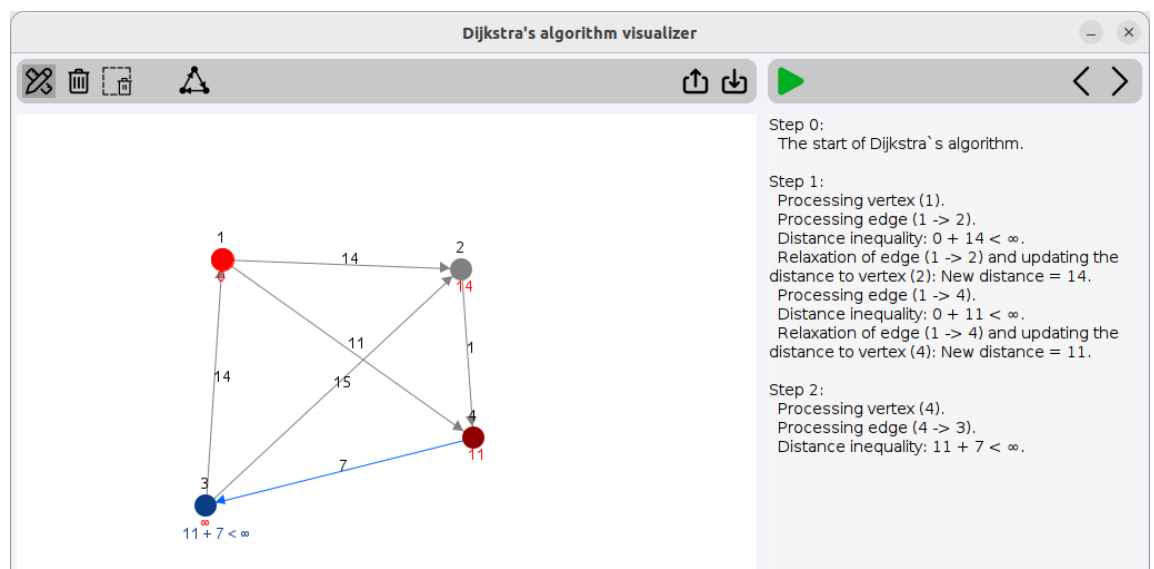 Dijkstra's algorithm visualizer
Step 0:
The start of Dijkstra`s algorithm.
Step 1:
Processing vertex (1).
Processing edge (1 -> 2).
Distance inequality: 0 + 14 < ∞.
Relaxation of edge (1 -> 2) and updating the
distance to vertex (2): New distance = 14.
Processing edge (1 -> 4).
Distance inequality: 0 + 11 < ∞.
Relaxation of edge (1 -> 4) and updating the
distance to vertex (4): New distance = 11.
Step 2:
Processing vertex (4).
Processing edge (4 -> 3).
Distance inequality: 11 + 7 < ∞.
1
2
14
0
14
11
1
14
15
4
11
7
3
∞
11 + 7 < ∞